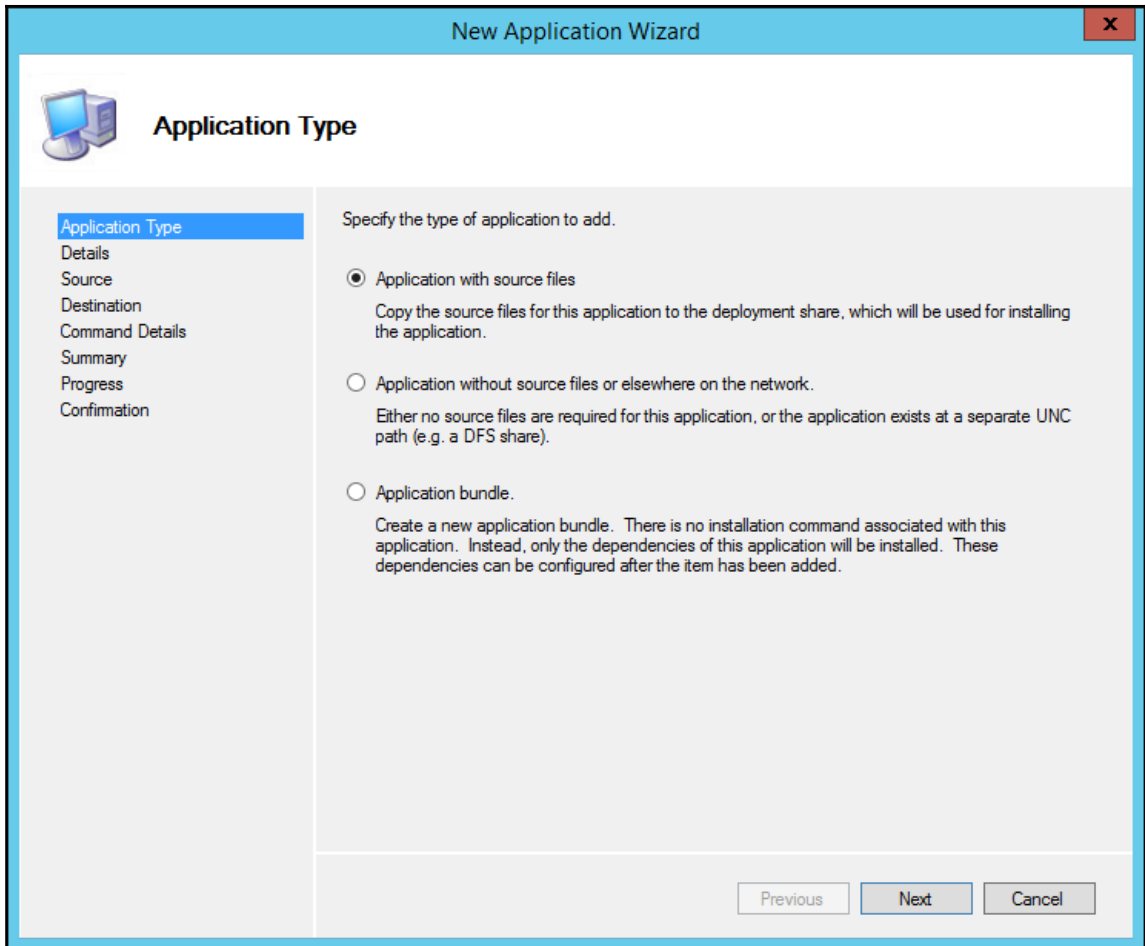 New Application Wizard
X
Application Type
Application Type
Details
Source
Destination
Command Details
Summary
Progress
Confirmation
Specify the type of application to add.
Application with source files
Copy the source files for this application to the deployment share, which will be used for installing
the application.
Application without source files or elsewhere on the network.
Either no source files are required for this application, or the application exists at a separate UNC
path (e.g. a DFS share).
Application bundle.
Create a new application bundle.  There is no installation command associated with this
application.  Instead, only the dependencies of this application will be installed.  These
dependencies can be configured after the item has been added.
Previous
Next
Cancel